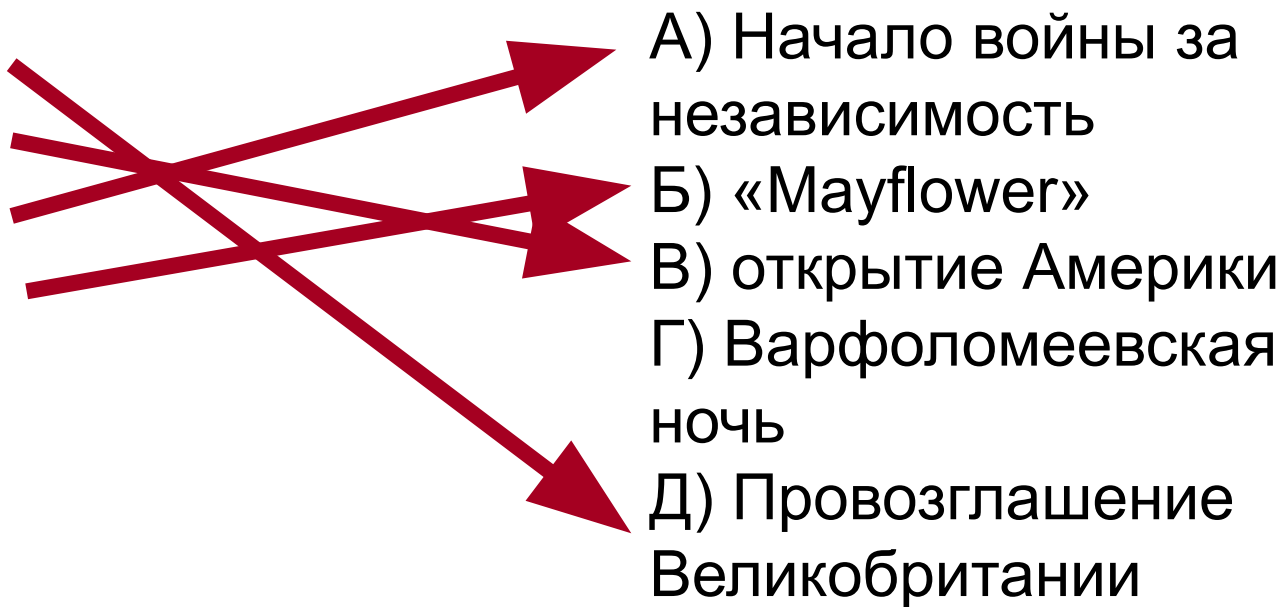 А) Начало войны за
независимость
Б) «Mayflower»
В) открытие Америки
Г) Варфоломеевская
ночь
Д) Провозглашение
Великобритании